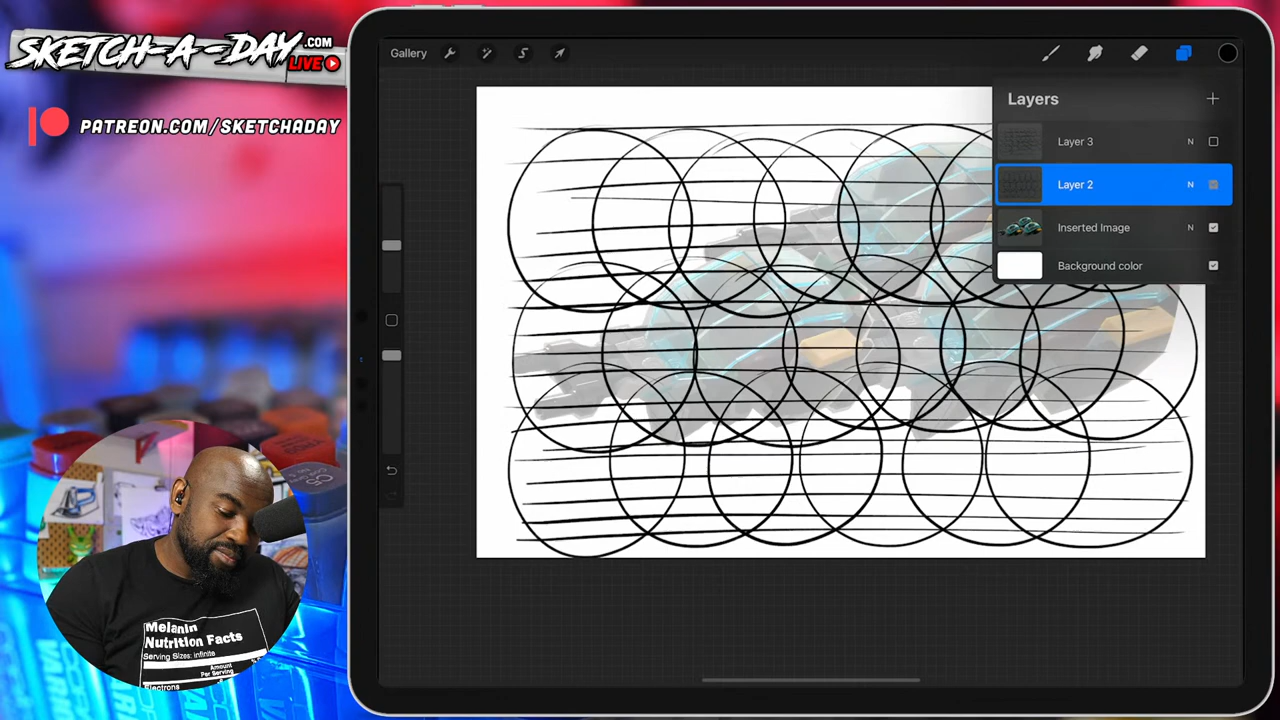 SKETCH-A-DAY.COM
LIVE
PATREON.COM/SKETCHADAY
Gallery
Layers
Layer 3
N
Layer 2
N
Inserted Image
N
Background color
Melanin
Nutrition Facts
Serving Sizes: Infinite
Amount
Per Serving
Electrons